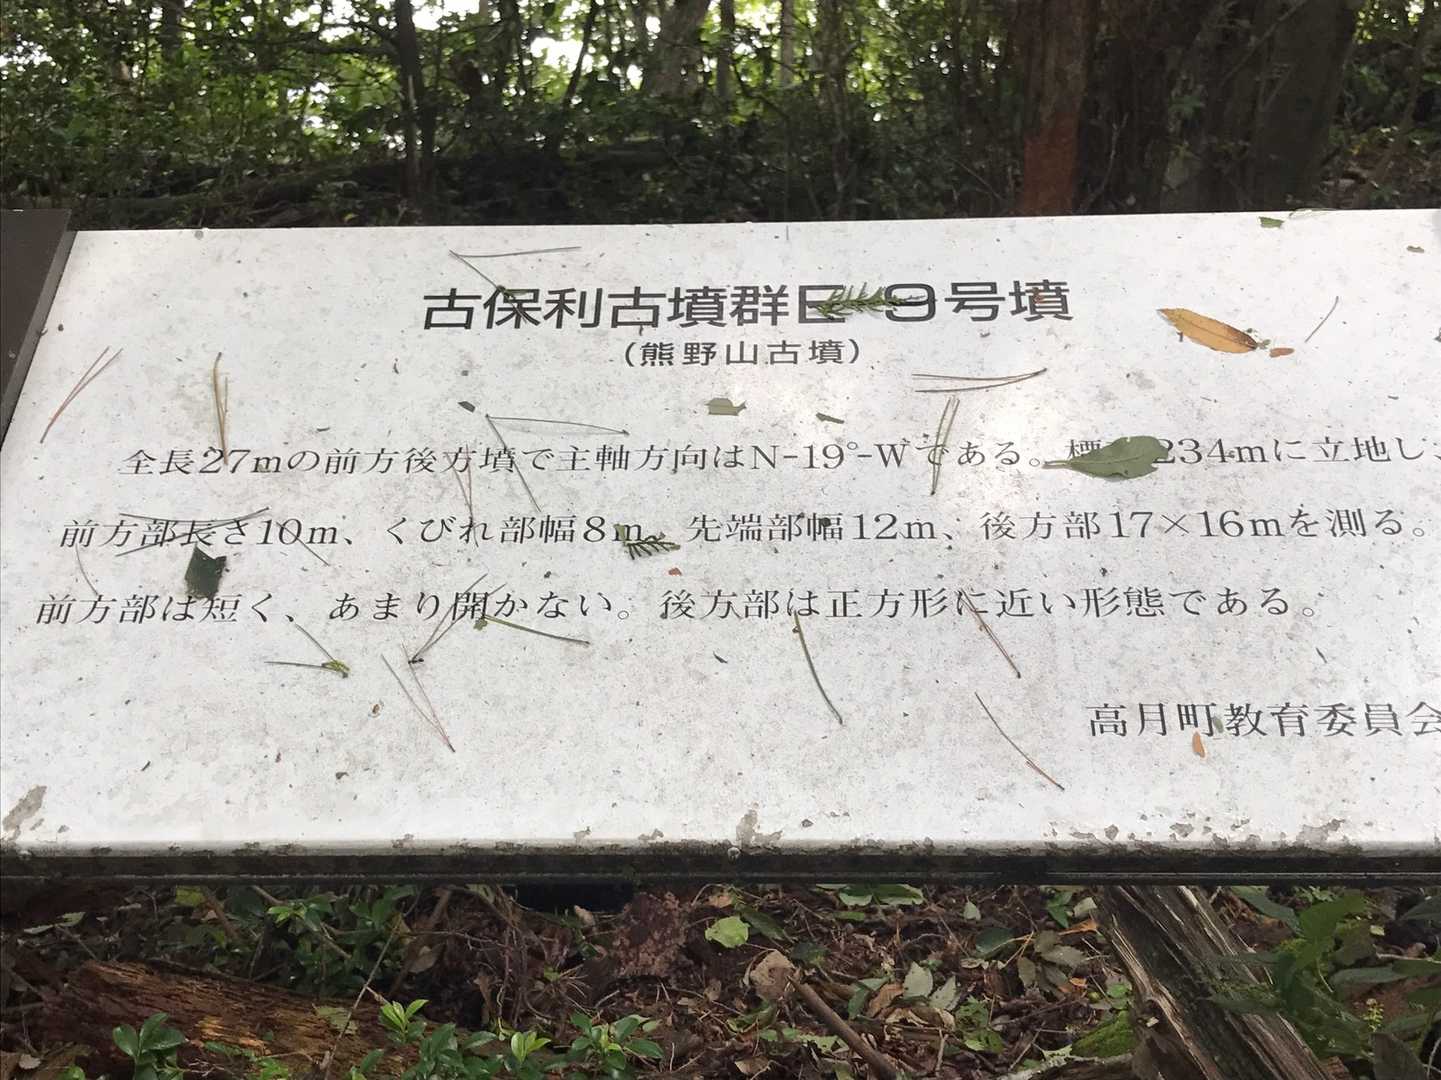 古保利古墳群E-9号墳
(熊野山古墳)
全長27mの前方後方墳で主軸方向はN-19°-Wである。標 234mに立地し、
前方部長さ10m、くびれ部幅8m、先端部幅12m、後方部17×16mを測る。
前方部は短く、あまり開かない。後方部は正方形に近い形態である。
高月町教育委員会